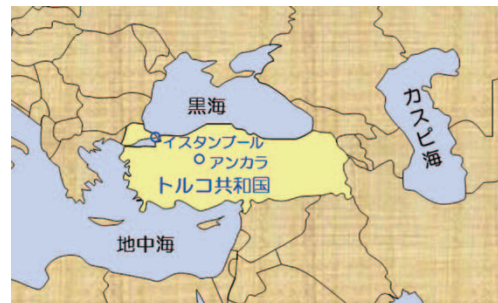 黒海
カスピ海
イスタンブール
アンカラ
トルコ共和国
地中海